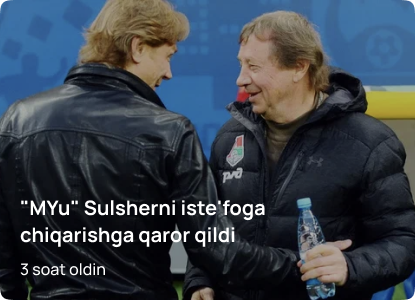 "MYu" Sulsherni iste'foga
chiqarishga qaror qildi
3 soat oldin